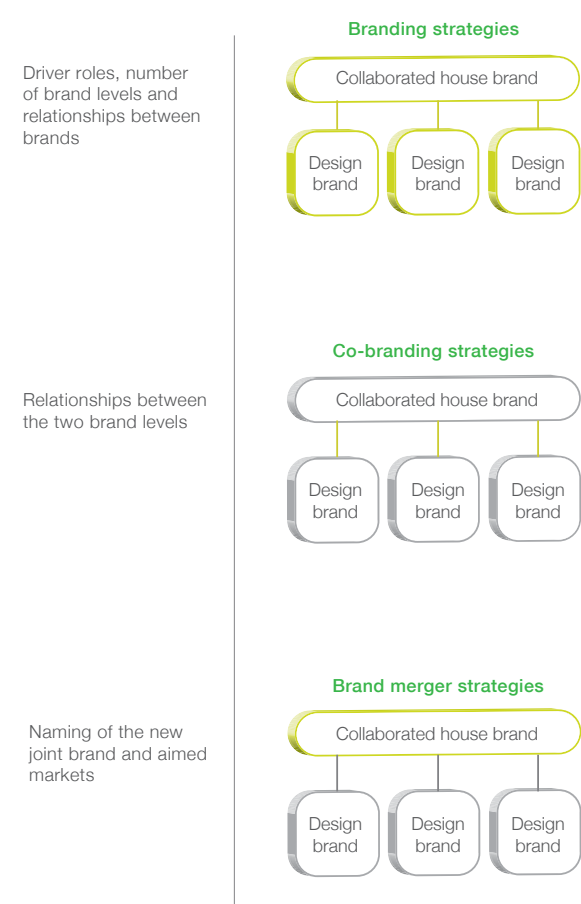 Branding strategies
Driver roles, number
of brand levels and
relationships between
brands
Collaborated house brand
Design
brand
Design
brand
Design
brand
Co-branding strategies
Relationships between
the two brand levels
Collaborated house brand
Design
brand
Design
brand
Design
brand
Brand merger strategies
Naming of the new
joint brand and aimed
markets
Collaborated house brand
Design
brand
Design
brand
Design
brand